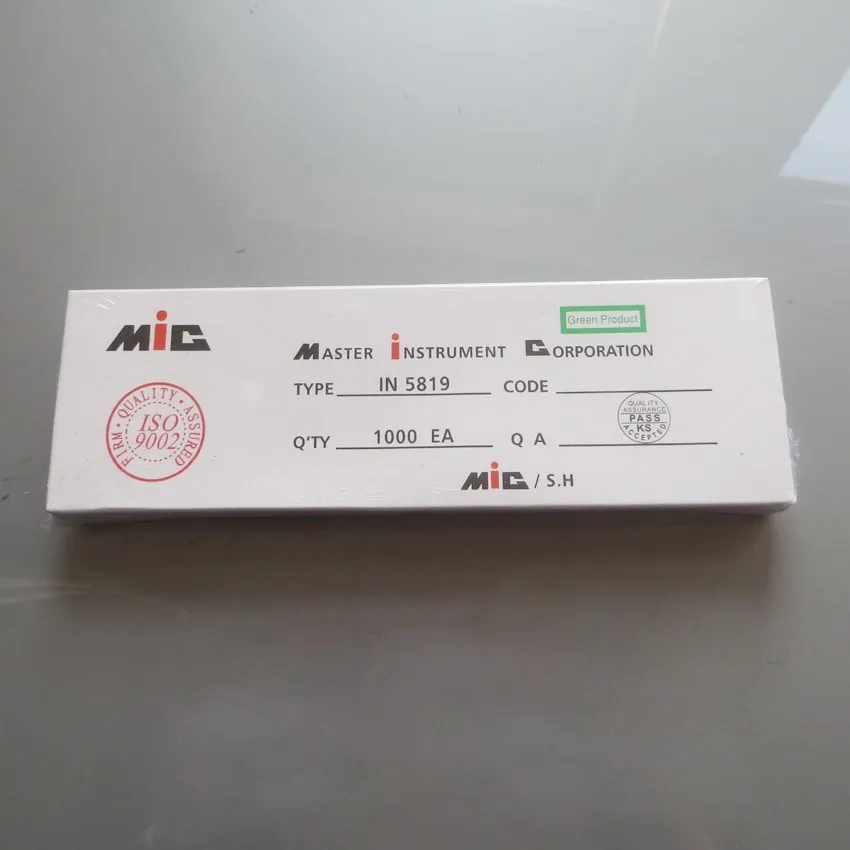 MiC
Green Product
MASTER iNSTRUMENT CORPORATION
TYPE IN 5819 CODE
FIRM • QUALITY • ASSURED
ISO
9002
QUALITY
ASSURANCE
PASS
KS
ACCEPTED
Q'TY 1000 EA Q A
MiC / S.H